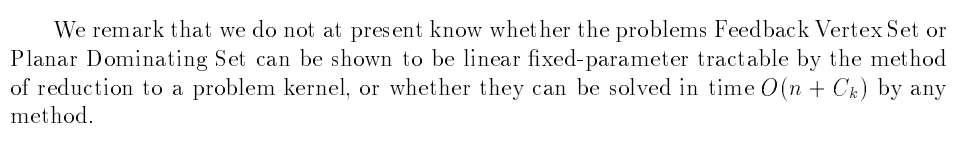 We remark that we do not at present know whether the problems Feedback Vertex Set or
Planar Dominating Set can be shown to be linear fixed-parameter tractable by the method
of reduction to a problem kernel, or whether they can be solved in time O(n + C_k) by any
method.